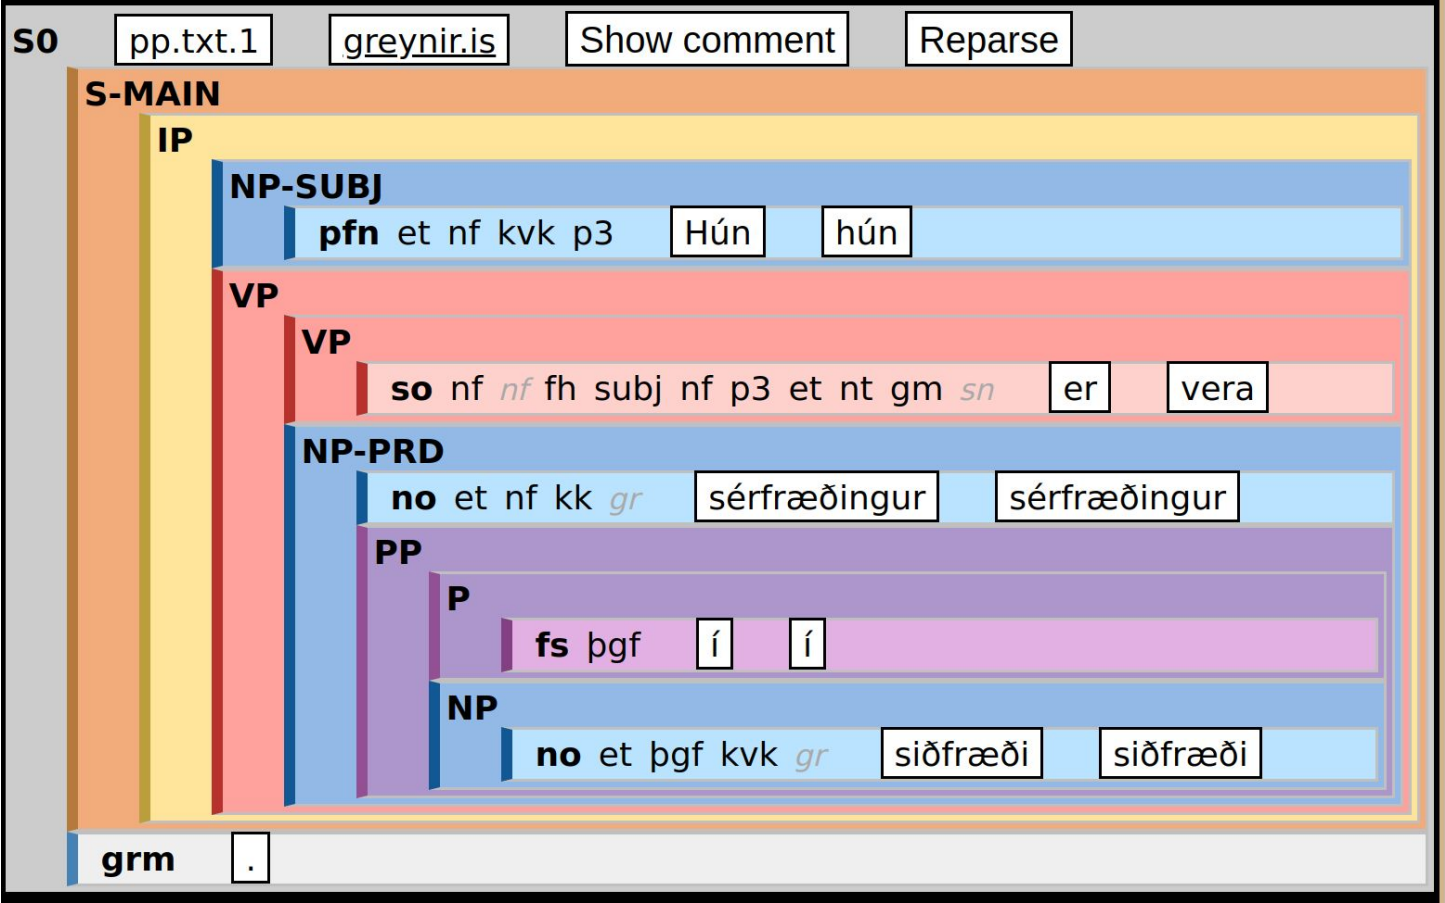 S0 pp.txt.1 greynir.is Show comment Reparse
S-MAIN
IP
NP-SUBJ
pfn et nf kvk p3 Hún hún
VP
VP
so nf nf fh subj nf p3 et nt gm sn er vera
NP-PRD
no et nf kk gr sérfræðingur sérfræðingur
PP
P
fs þgf í í
NP
no et þgf kvk gr siðfræði siðfræði
grm .